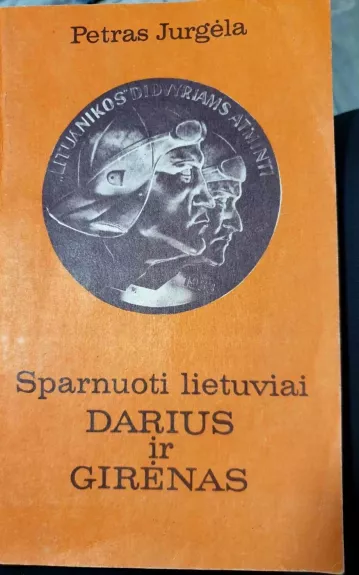 Petras Jurgėla
„LITUANIKOS" DIDVYRIAMS ATMINTI
Sparnuoti lietuviai
DARIUS
ir
GIRĖNAS